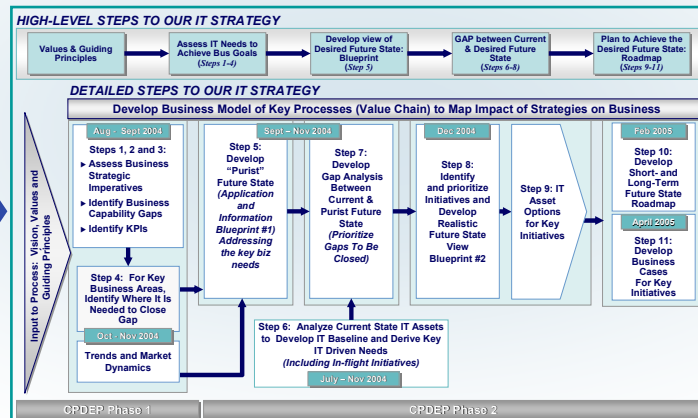 HIGH-LEVEL STEPS TO OUR IT STRATEGY
Values & Guiding
Principles
Assess IT Needs to
Achieve Bus Goals
(Steps 1-4)
Develop view of
Desired Future State:
Blueprint
(Step 5)
GAP between Current
& Desired Future
State
(Steps 6-8)
Plan to Achieve the
Desired Future State:
Roadmap
(Steps 9-11)
DETAILED STEPS TO OUR IT STRATEGY
Develop Business Model of Key Processes (Value Chain) to Map Impact of Strategies on Business
Input to Process: Vision, Values and
Guiding Principles
Aug - Sept 2004
Steps 1, 2 and 3:
Assess Business
Strategic
Imperatives
Identify Business
Capability Gaps
Identify KPIs
Step 4: For Key
Business Areas,
Identify Where It Is
Needed to Close
Gap
Oct - Nov 2004
Trends and Market
Dynamics
Sept – Nov 2004
Step 5:
Develop
"Purist"
Future State
(Application
and
Information
Blueprint #1)
Addressing
the key biz
needs
Step 7:
Develop
Gap Analysis
Between
Current &
Purist Future
State
(Prioritize
Gaps To Be
Closed)
Step 6: Analyze Current State IT Assets
to Develop IT Baseline and Derive Key
IT Driven Needs
(Including In-flight Initiatives)
July – Nov 2004
Dec 2004
Step 8:
Identify
and prioritize
Initiatives and
Develop
Realistic
Future State
View
Blueprint #2
Step 9: IT
Asset
Options
for Key
Initiatives
Feb 2005
Step 10:
Develop
Short- and
Long-Term
Future State
Roadmap
April 2005
Step 11:
Develop
Business
Cases
For Key
Initiatives
CPDEP Phase 1
CPDEP Phase 2